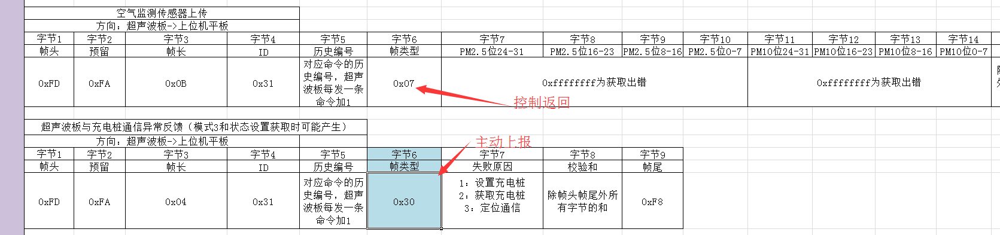 空气监测传感器上传
方向：超声波板->上位机平板
字节1 字节2 字节3 字节4 字节5 字节6 字节7 字节8 字节9 字节10 字节11 字节12 字节13 字节14
帧头 预留 帧长 ID 历史编号 帧类型 PM2.5位24-31 PM2.5位16-23 PM2.5位8-16 PM2.5位0-7 PM10位24-31 PM10位16-23 PM10位8-16 PM10位0-7
0xFD 0xFA 0x0B 0x31 对应命令的历史编号，超声波板每发一条命令加1 0x07 0xffffffff为获取出错 0xffffffff为获取出错
控制返回
超声波板与充电桩通信异常反馈（模式3和状态设置获取时可能产生）
方向：超声波板->上位机平板
主动上报
字节1 字节2 字节3 字节4 字节5 字节6 字节7 字节8 字节9
帧头 预留 帧长 ID 历史编号 帧类型 失败原因 校验和 帧尾
0xFD 0xFA 0x04 0x31 对应命令的历史编号，超声波板每发一条命令加1 0x30 1：设置充电桩 2：获取充电桩 3：定位通信 除帧头帧尾外所有字节的和 0xF8